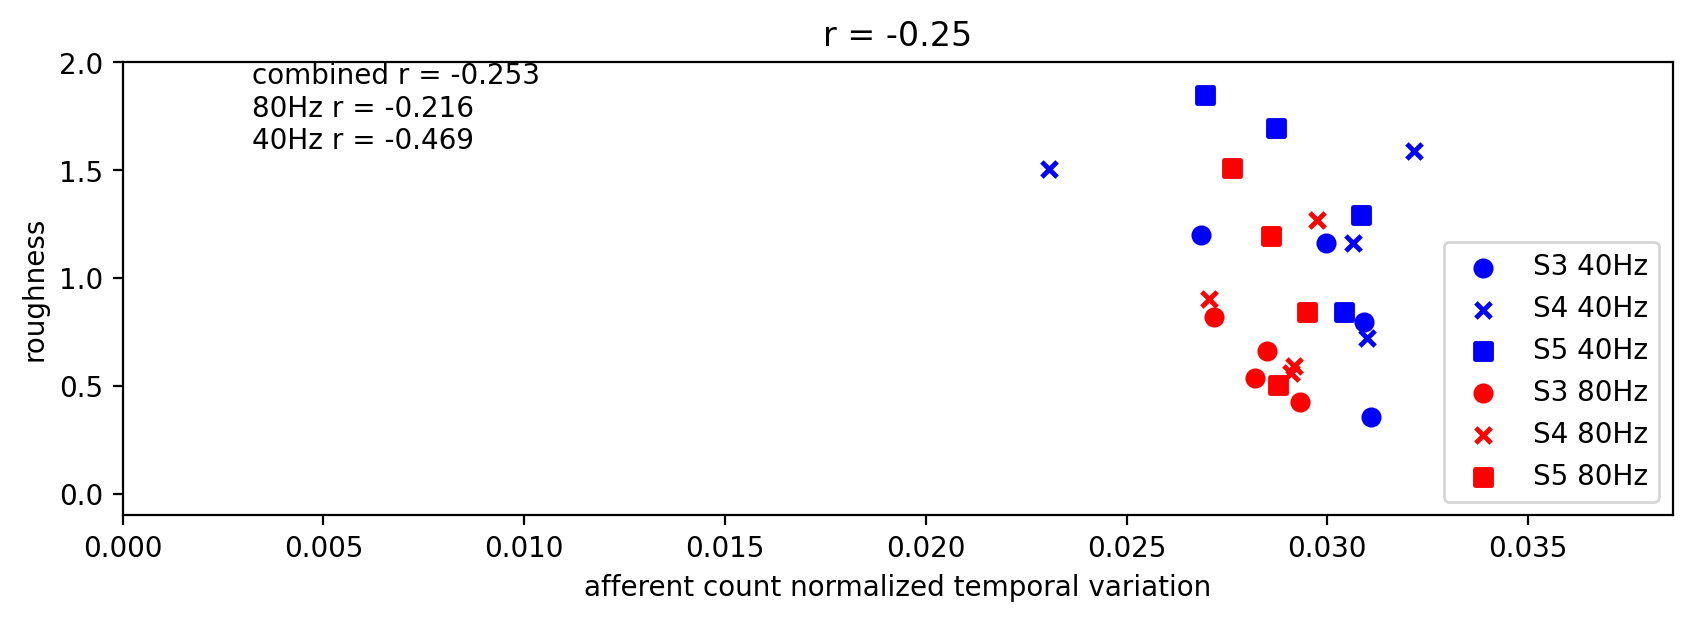 r = -0.25
combined r = -0.253
80Hz r = -0.216
40Hz r = -0.469
2.0
1.5
1.0
0.5
0.0
roughness
S3 40Hz
S4 40Hz
S5 40Hz
S3 80Hz
S4 80Hz
S5 80Hz
0.000 0.005 0.010 0.015 0.020 0.025 0.030 0.035
afferent count normalized temporal variation